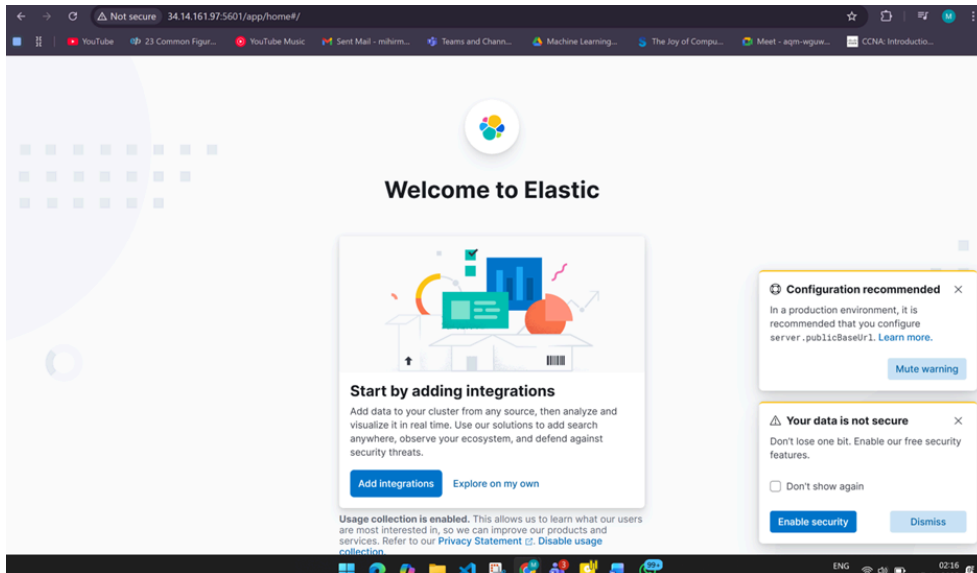 Not secure 34.14.161.97:5601/app/home#/
YouTube 23 Common Figur... YouTube Music Sent Mail - mihirm... Teams and Chann... Machine Learning... The Joy of Compu... Meet - aqm-wguw... CCNA: Introductio...
M
Welcome to Elastic
Start by adding integrations
Add data to your cluster from any source, then analyze and
visualize it in real time. Use our solutions to add search
anywhere, observe your ecosystem, and defend against
security threats.
Add integrations Explore on my own
Usage collection is enabled. This allows us to learn what our users
are most interested in, so we can improve our products and
services. Refer to our Privacy Statement. Disable usage
collection.
Configuration recommended
In a production environment, it is
recommended that you configure
server.publicBaseUrl. Learn more.
Mute warning
Your data is not secure
Don't lose one bit. Enable our free security
features.
Don't show again
Enable security Dismiss
99+
ENG 02:16